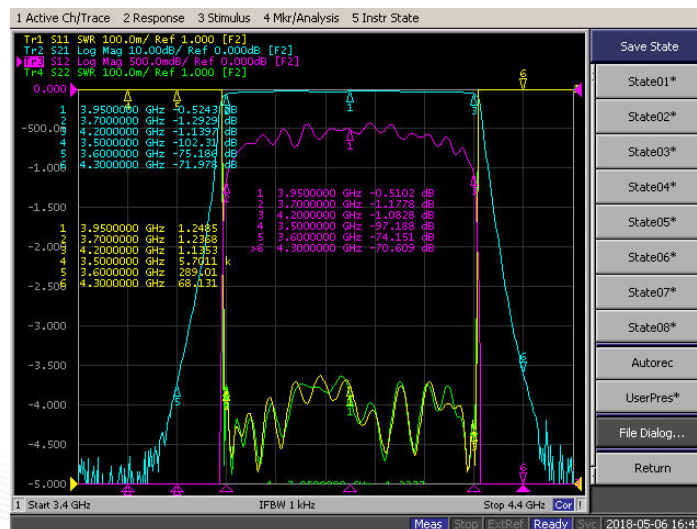 1 Active Ch/Trace 2 Response 3 Stimulus 4 Mkr/Analysis 5 Instr State
Tr1 S11 SWR 100.0m/ Ref 1.000 [F2]
Tr2 S21 Log Mag 10.00dB/ Ref 0.000dB [F2]
Tr3 S12 Log Mag 500.0mdB/ Ref 0.000dB [F2]
Tr4 S22 SWR 100.0m/ Ref 1.000 [F2]
0.000
1 3.9500000 GHz -0.5243 dB
2 3.7000000 GHz -1.2929 dB
3 4.2000000 GHz -1.1397 dB
4 3.5000000 GHz -102.31 dB
5 3.6000000 GHz -75.186 dB
6 4.3000000 GHz -71.978 dB
-500.0m
-1.000
-1.500
-2.000
-2.500
-3.000
-3.500
-4.000
-4.500
-5.000
1 3.9500000 GHz -0.5102 dB
2 3.7000000 GHz -1.1778 dB
3 4.2000000 GHz -1.0828 dB
4 3.5000000 GHz -97.188 dB
5 3.6000000 GHz -74.151 dB
>6 4.3000000 GHz -70.609 dB
1 3.9500000 GHz 1.2485
2 3.7000000 GHz 1.2368
3 4.2000000 GHz 1.1353
4 3.5000000 GHz 5.7011 k
5 3.6000000 GHz 289.01
6 4.3000000 GHz 68.131
1 Start 3.4 GHz IFBW 1 kHz Stop 4.4 GHz Cor !
Meas Stop ExtRef Ready Svc 2018-05-06 16:4
Save State
State01*
State02*
State03*
State04*
State05*
State06*
State07*
State08*
Autorec
UserPres*
File Dialog...
Return